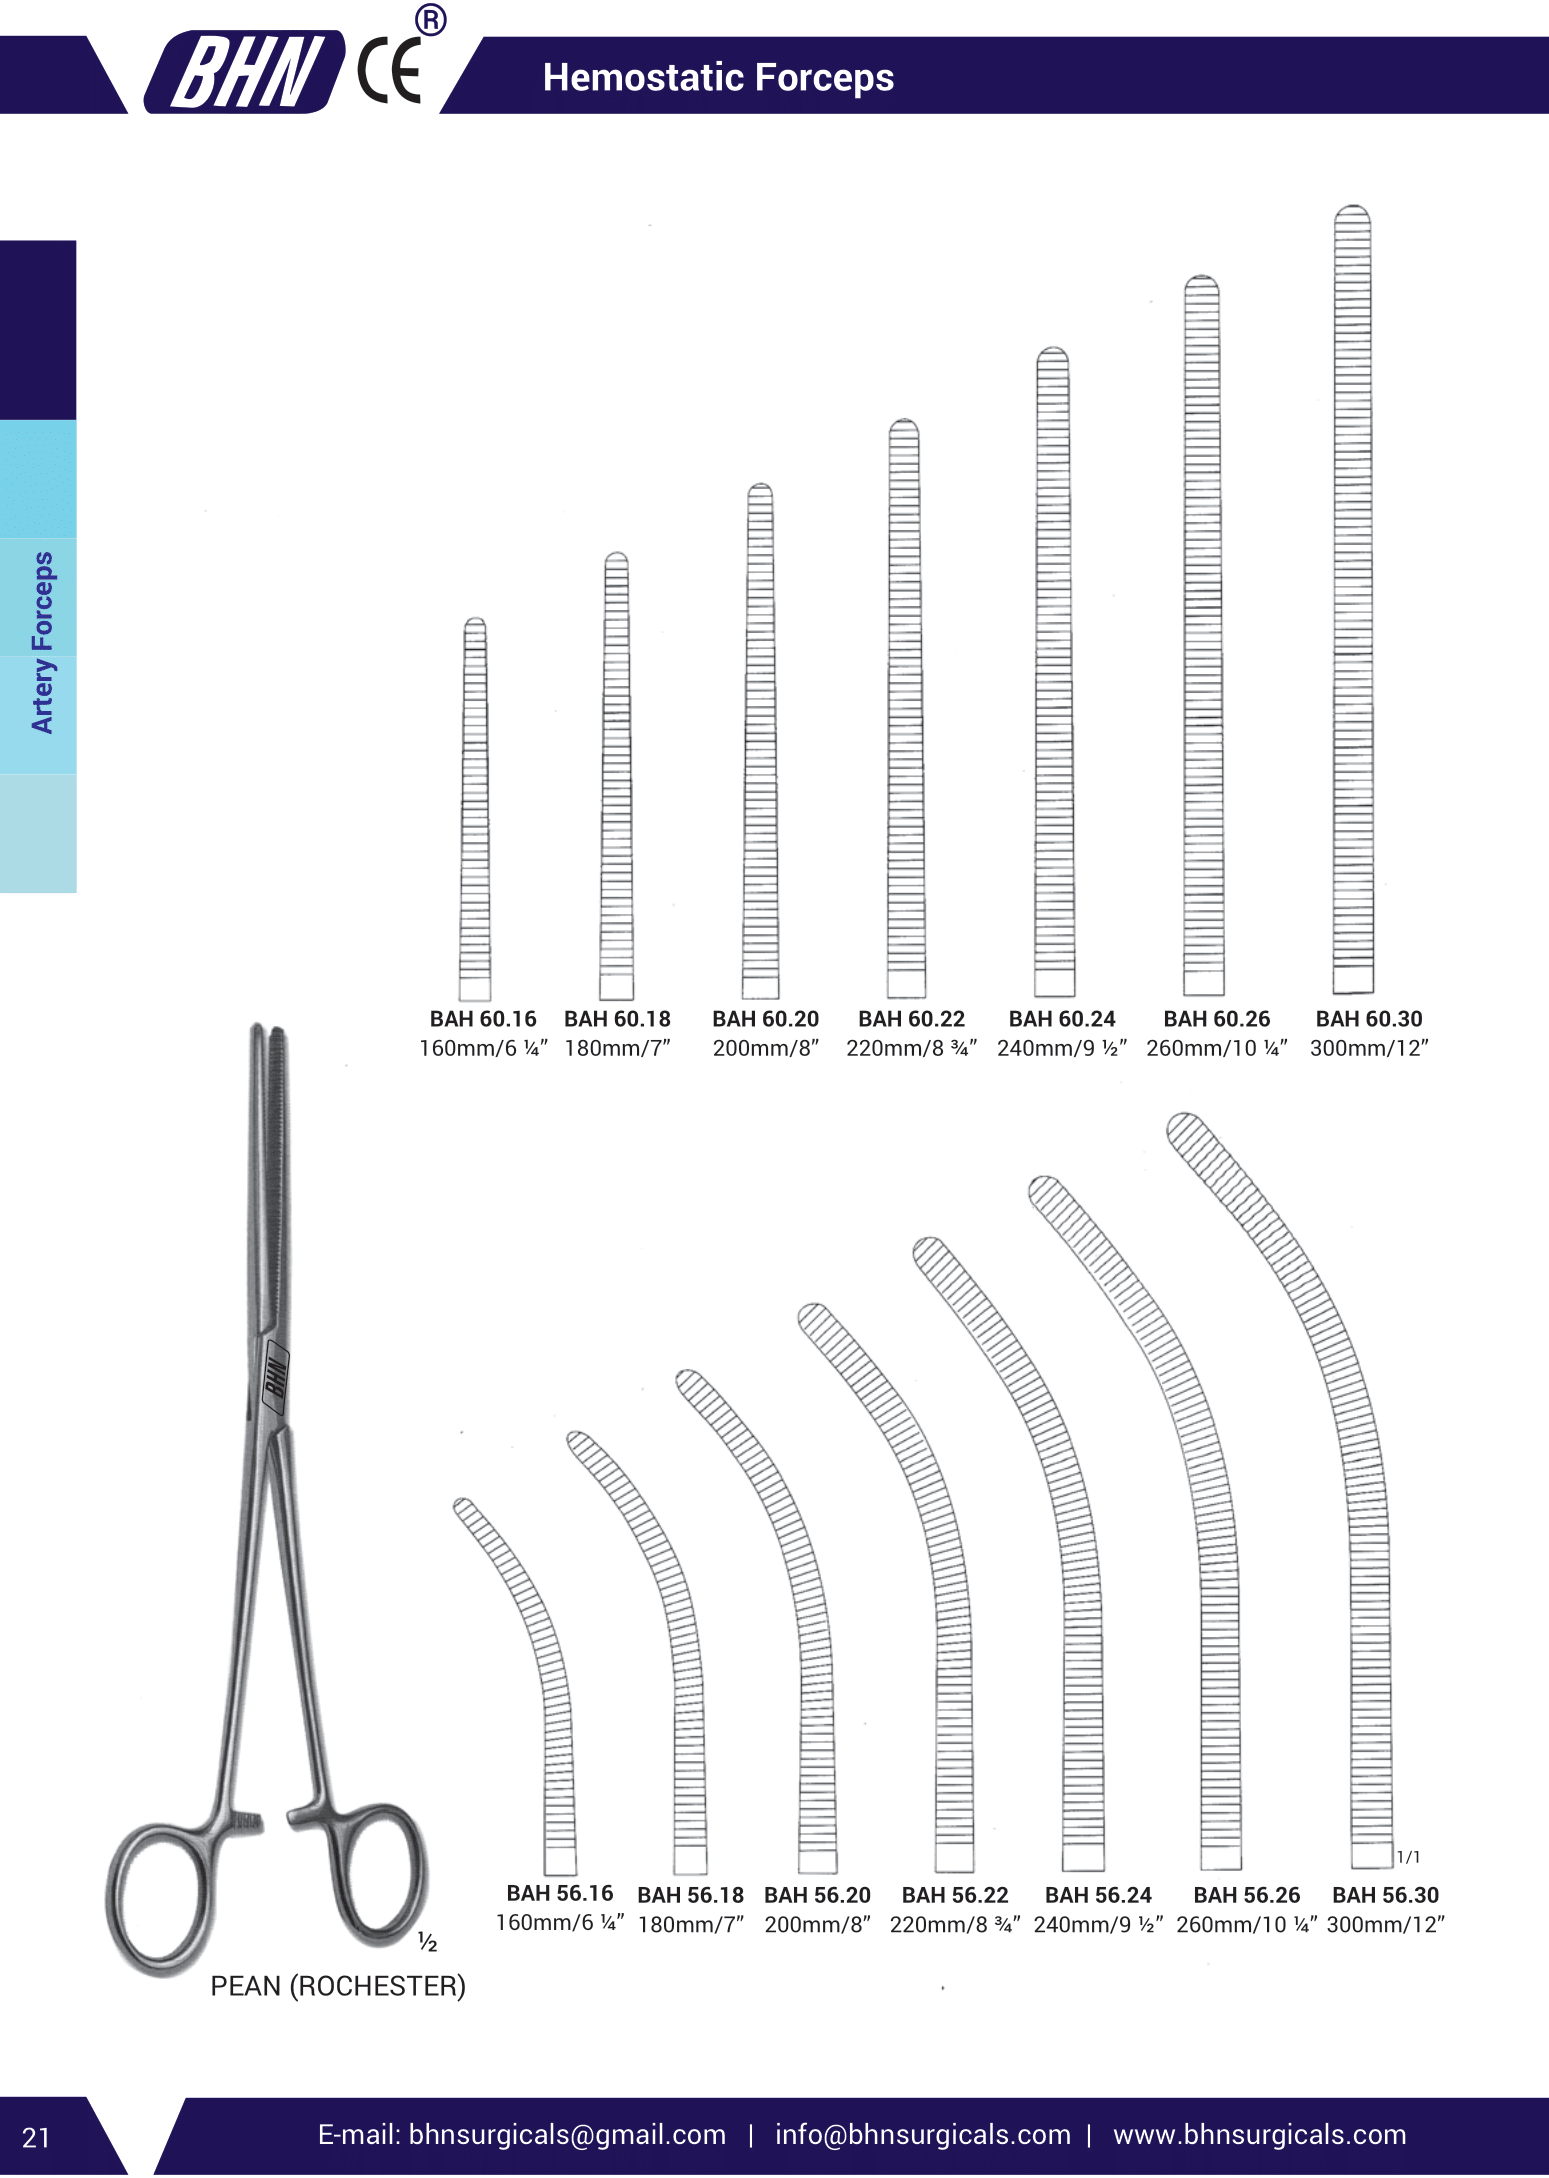 BHN CE ®
Hemostatic Forceps
Artery Forceps
BAH 60.16 BAH 60.18 BAH 60.20 BAH 60.22 BAH 60.24 BAH 60.26 BAH 60.30
160mm/6 ¼” 180mm/7” 200mm/8” 220mm/8 ¾” 240mm/9 ½” 260mm/10 ¼” 300mm/12”
BHN
1/1
BAH 56.16 BAH 56.18 BAH 56.20 BAH 56.22 BAH 56.24 BAH 56.26 BAH 56.30
160mm/6 ¼” 180mm/7” 200mm/8” 220mm/8 ¾” 240mm/9 ½” 260mm/10 ¼” 300mm/12”
½
PEAN (ROCHESTER)
21
E-mail: bhnsurgicals@gmail.com | info@bhnsurgicals.com | www.bhnsurgicals.com